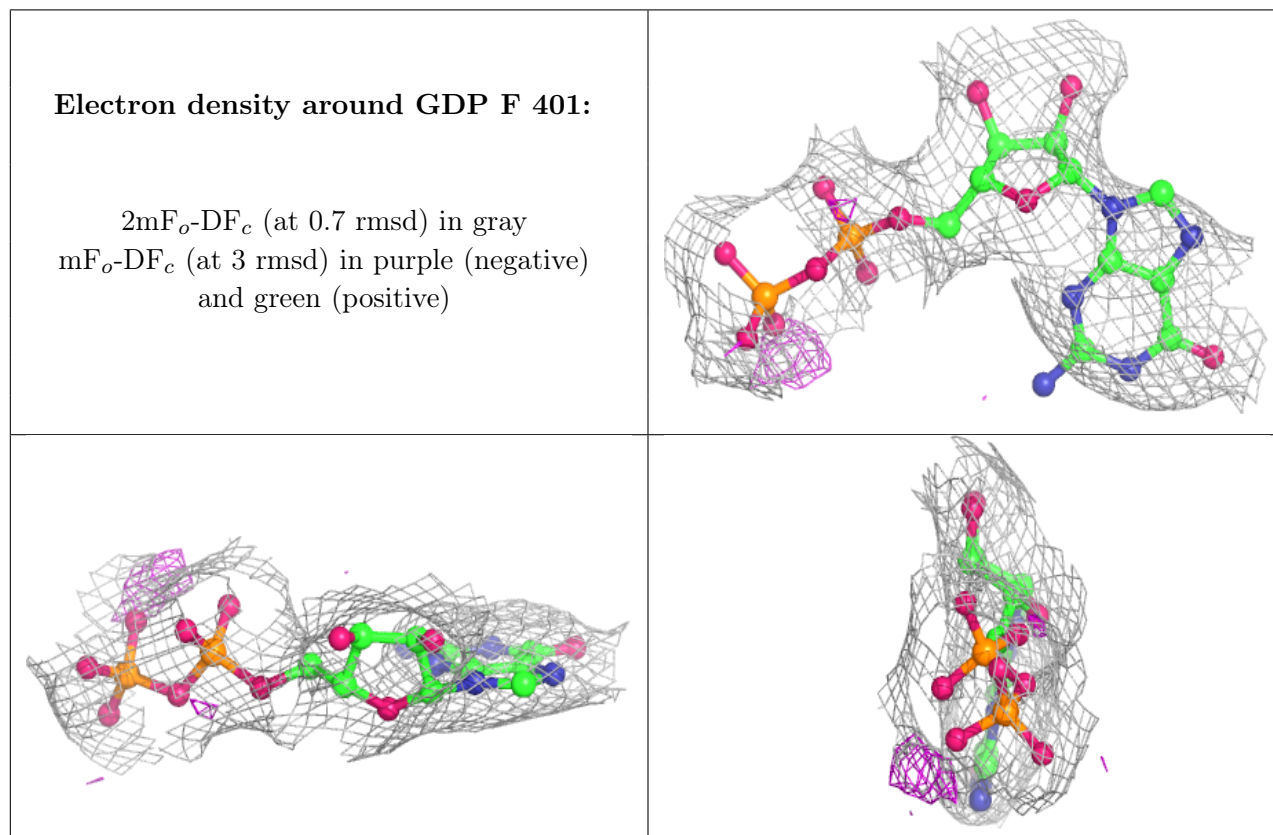 Electron density around GDP F 401:
2mFo-DFc (at 0.7 rmsd) in gray
mFo-DFc (at 3 rmsd) in purple (negative)
and green (positive)